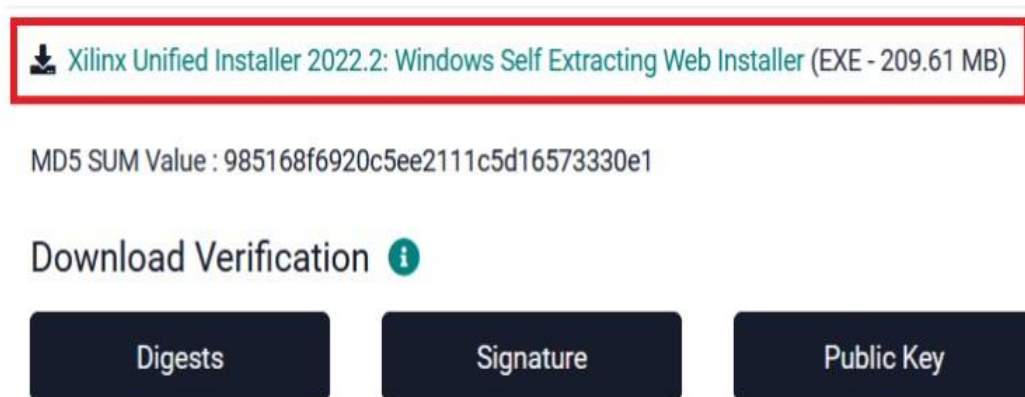 Xilinx Unified Installer 2022.2: Windows Self Extracting Web Installer (EXE - 209.61 MB)
MD5 SUM Value : 985168f6920c5ee2111c5d16573330e1
Download Verification
Digests
Signature
Public Key